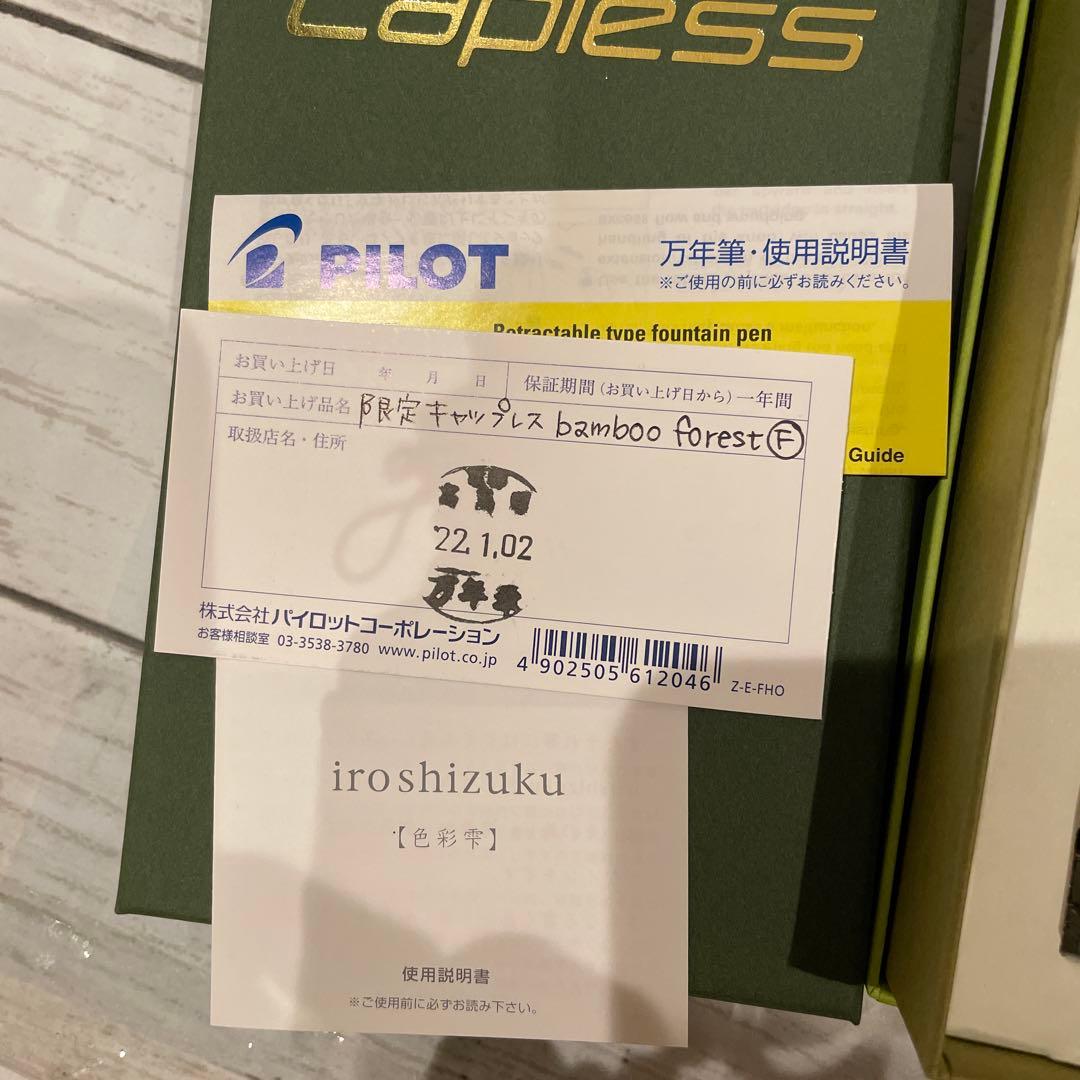 capless
PILOT
万年筆・使用説明書
※ご使用の前に必ずお読みください。
Retractable type fountain pen
Guide
お買い上げ日 年 月 日 保証期間（お買い上げ日から）一年間
お買い上げ品名 限定キャップレス bamboo forest Ⓕ
取扱店名・住所
'22.1.02
万年筆
株式会社パイロットコーポレーション
お客様相談室 03-3538-3780 www.pilot.co.jp
4 902505 612046
Z-E-FHO
iroshizuku
【色彩雫】
使用説明書
※ご使用前に必ずお読み下さい。